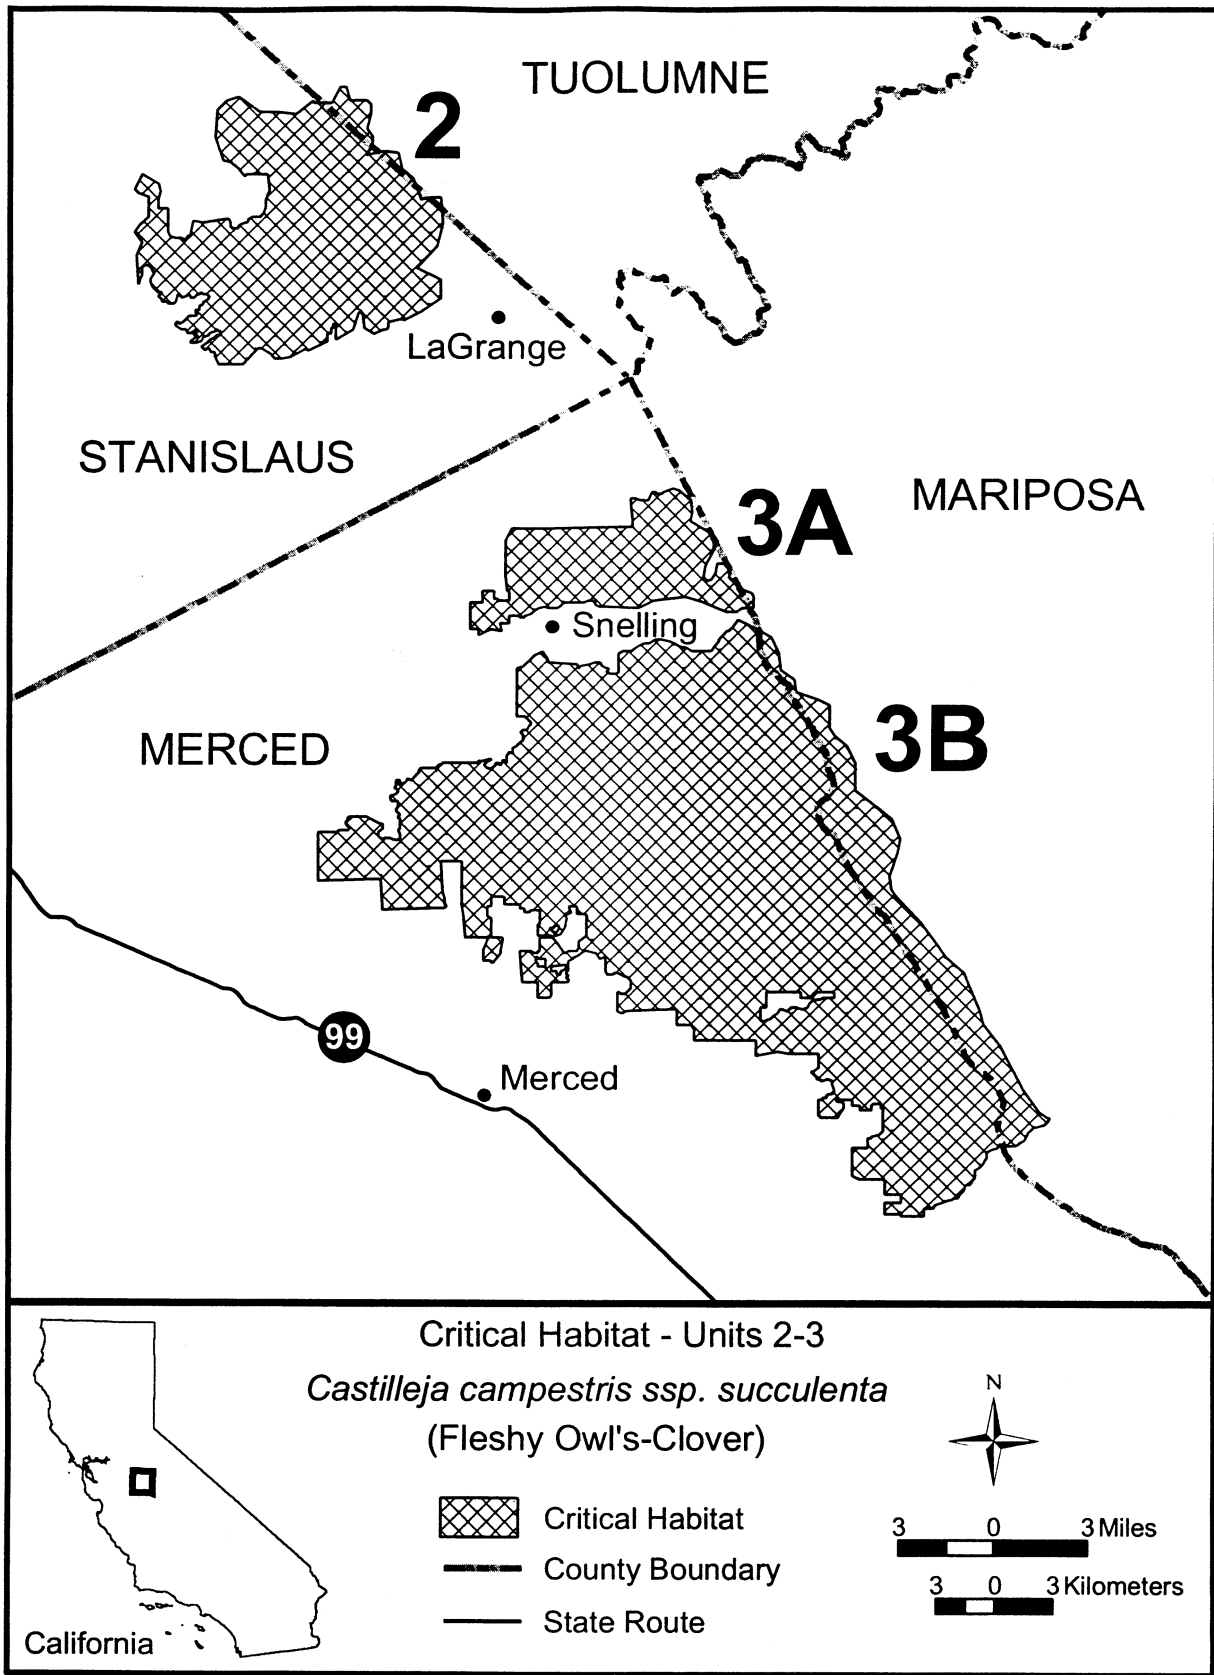 TUOLUMNE
2
LaGrange
STANISLAUS
MARIPOSA
3A
Snelling
3B
MERCED
99
Merced
Critical Habitat - Units 2-3
Castilleja campestris ssp. succulenta
(Fleshy Owl's-Clover)
N
Critical Habitat
County Boundary
State Route
3 0 3 Miles
3 0 3 Kilometers
California